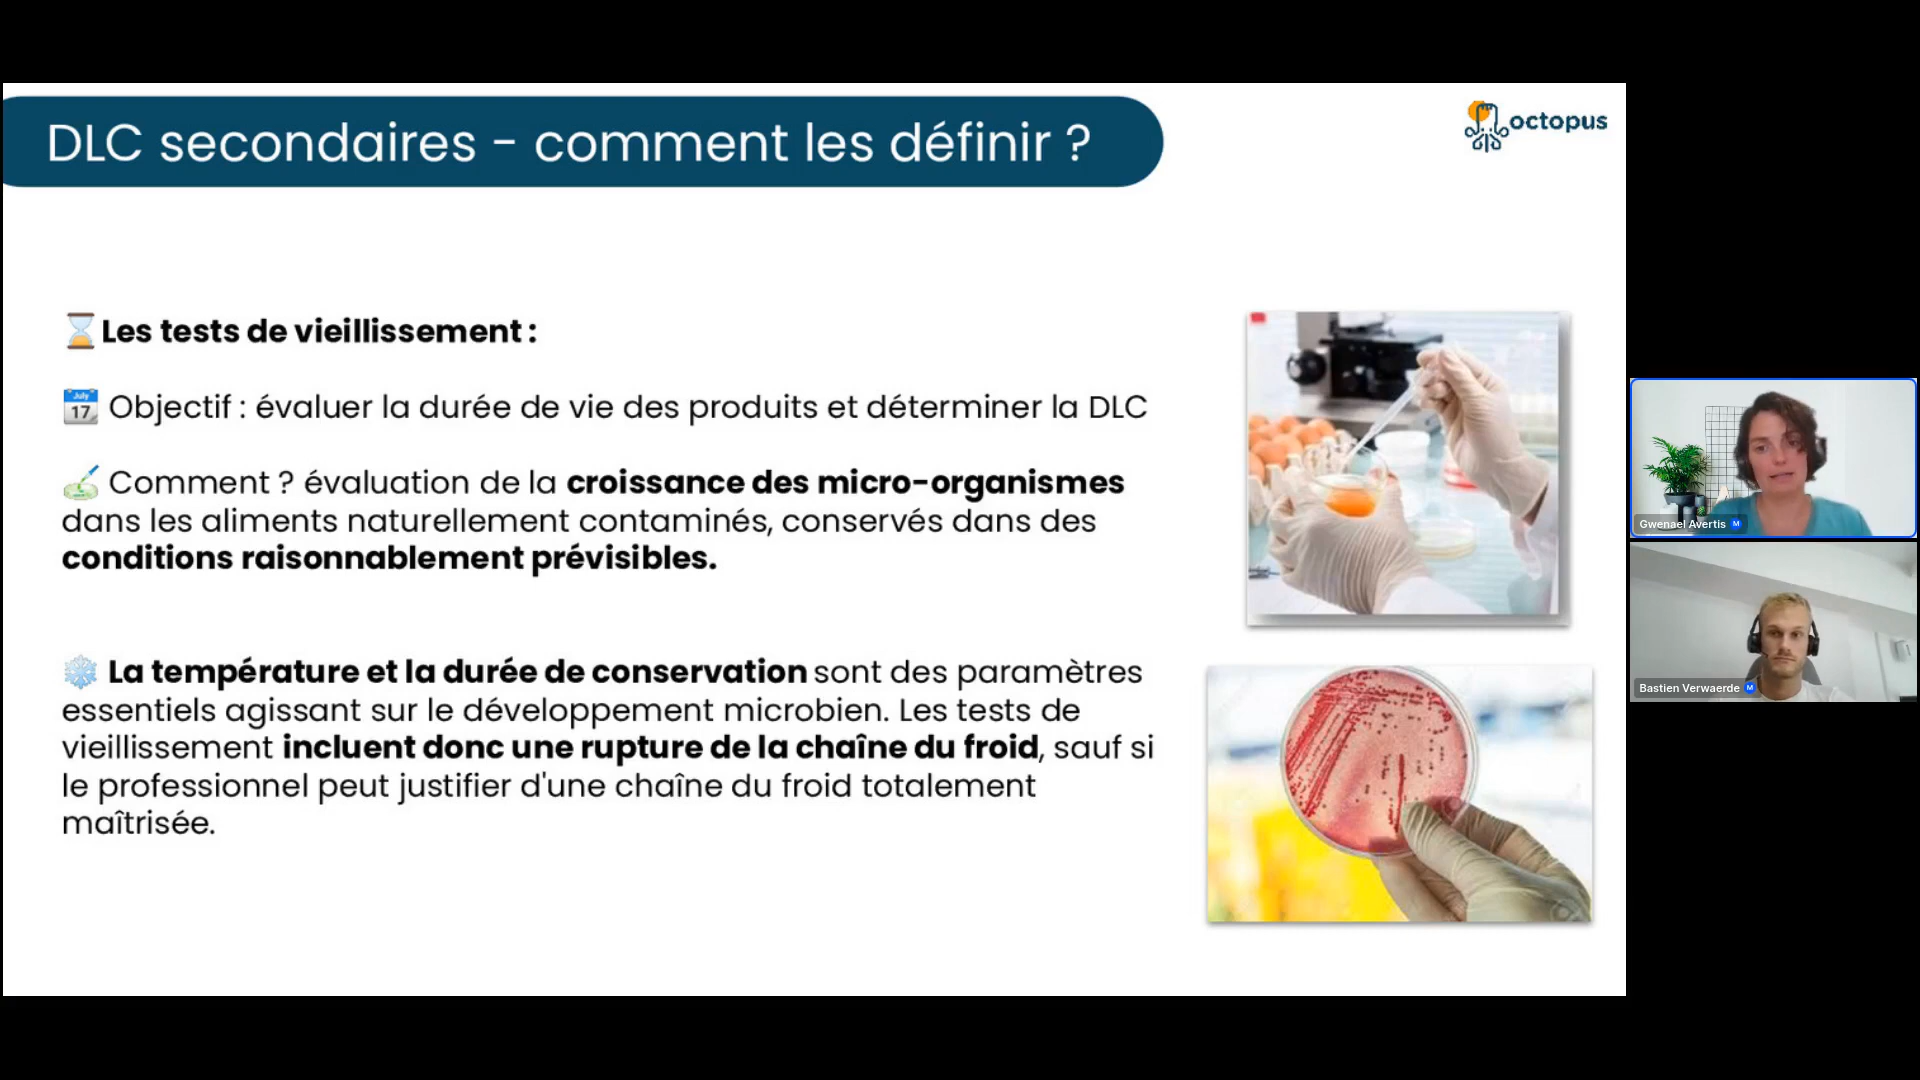 DLC secondaires - comment les définir ?
octopus
Les tests de vieillissement :
July
17
Objectif : évaluer la durée de vie des produits et déterminer la DLC
Comment ? évaluation de la croissance des micro-organismes
dans les aliments naturellement contaminés, conservés dans des
conditions raisonnablement prévisibles.
La température et la durée de conservation sont des paramètres
essentiels agissant sur le développement microbien. Les tests de
vieillissement incluent donc une rupture de la chaîne du froid, sauf si
le professionnel peut justifier d'une chaîne du froid totalement
maîtrisée.
Gwenael Avertis M
Bastien Verwaerde M